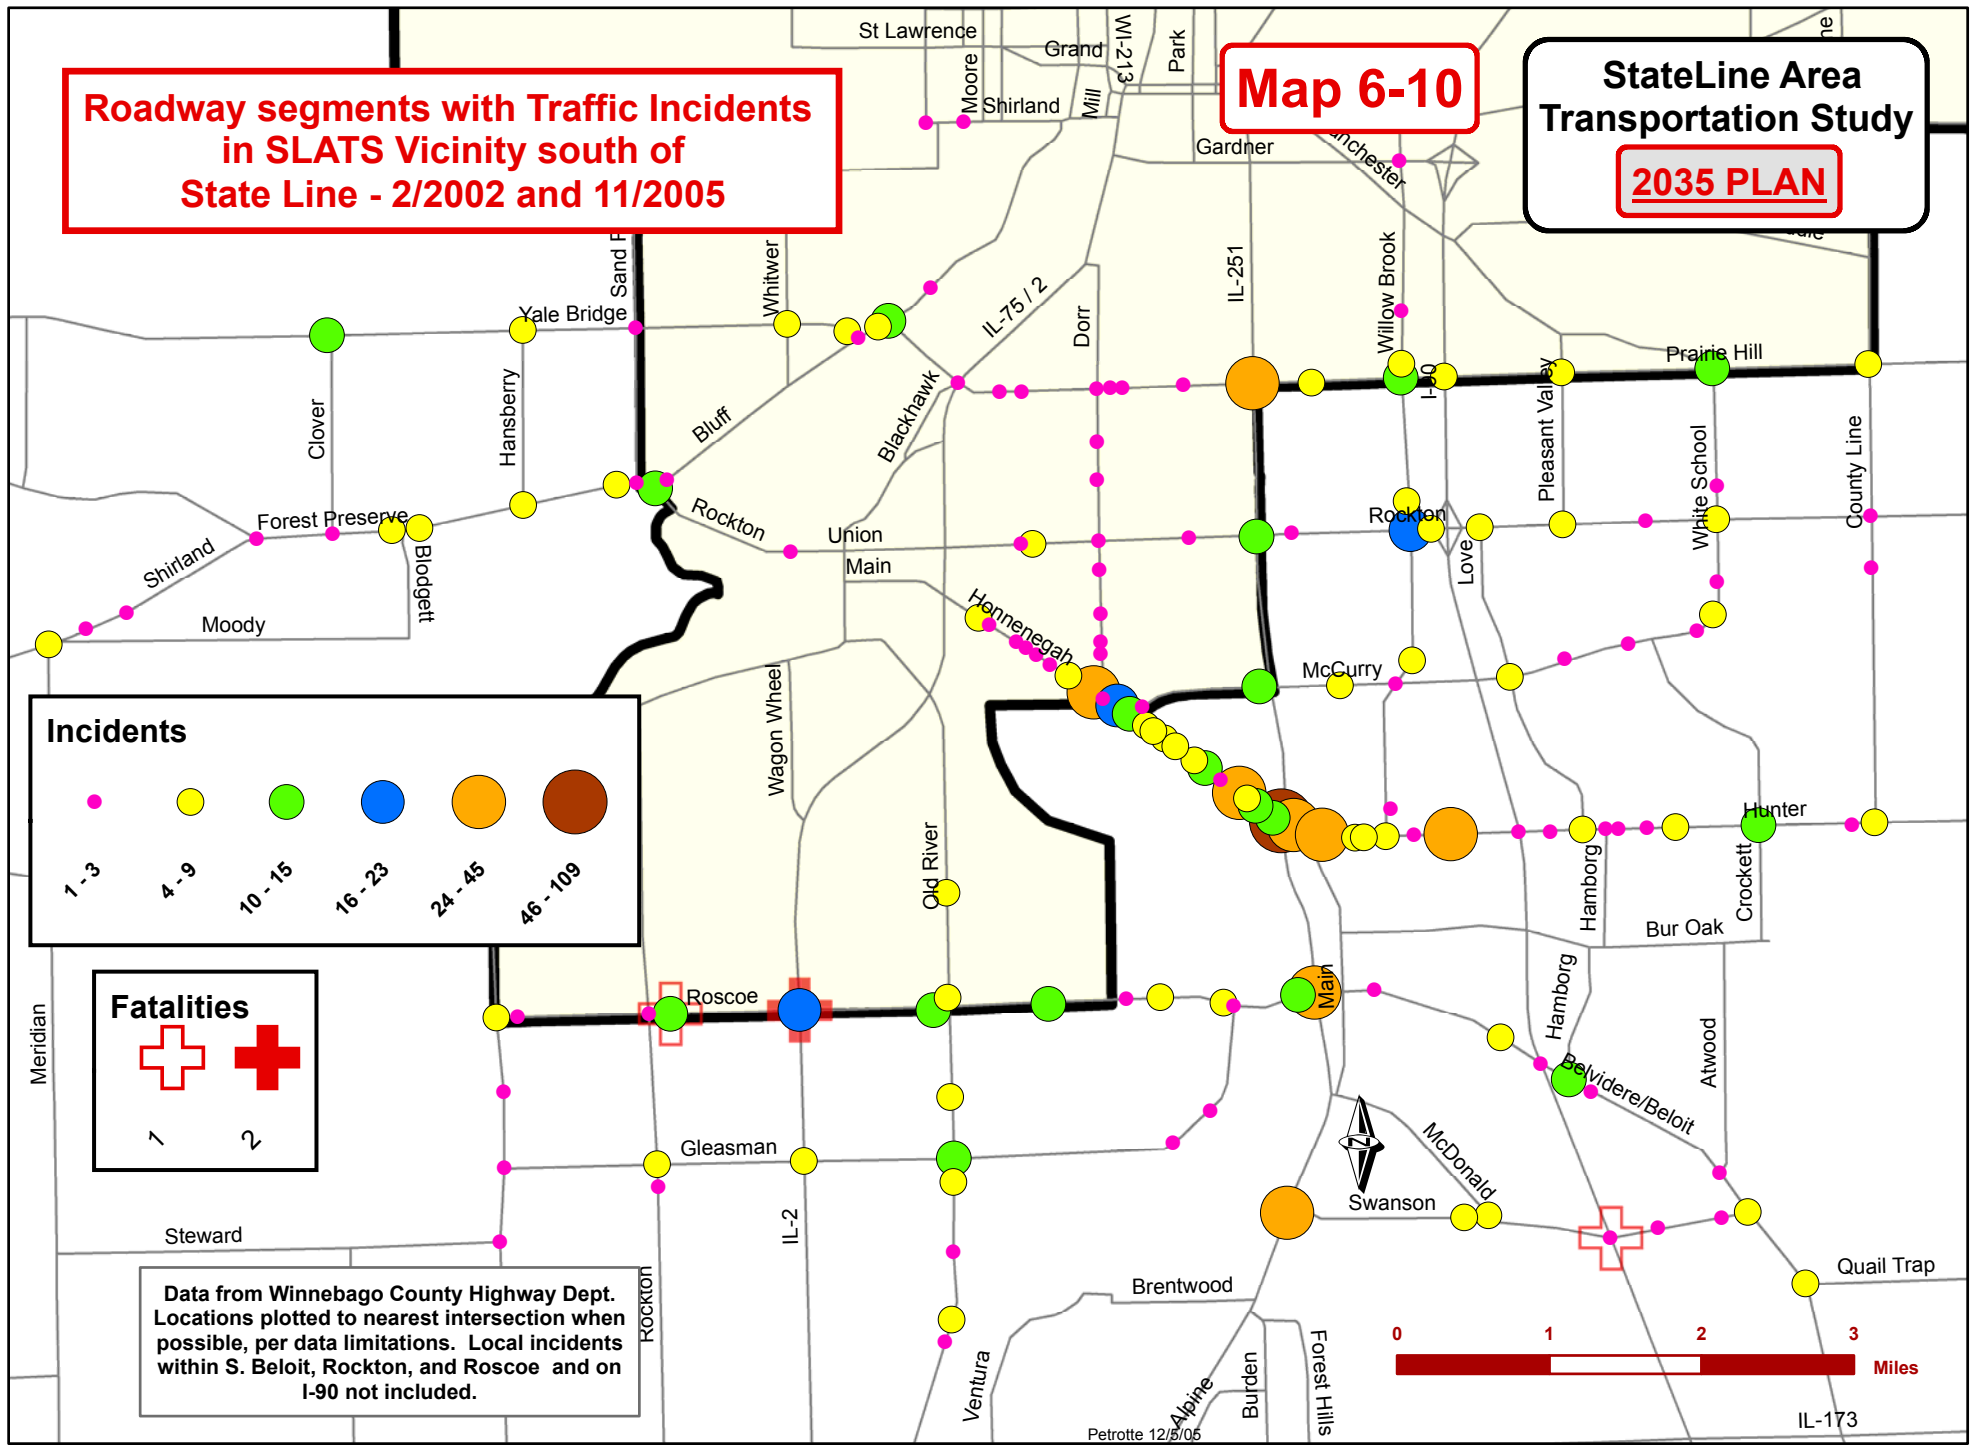 Roadway segments with Traffic Incidents
in SLATS Vicinity south of
State Line - 2/2002 and 11/2005
Map 6-10
StateLine Area
Transportation Study
2035 PLAN
St Lawrence
Grand
WI-213
Park
Moore
Shirland
Mill
Gardner
Sand
Whitwer
Yale Bridge
IL-75 / 2
Dorr
IL-251
Willow Brook
I-90
Prairie Hill
Clover
Hansberry
Bluff
Blackhawk
Pleasant Valley
White School
County Line
Forest Preserve
Shirland
Blodgett
Moody
Rockton
Union
Main
Rockton
Love
Honnenegah
McCurry
Wagon Wheel
Old River
Hunter
Hamborg
Crockett
Bur Oak
Incidents
1 - 3
4 - 9
10 - 15
16 - 23
24 - 45
46 - 109
Fatalities
1
2
Meridian
Roscoe
Main
Hamborg
Atwood
Belvidere/Beloit
Gleasman
McDonald
Swanson
N
Steward
IL-2
Rockton
Brentwood
Quail Trap
Ventura
Alpine
Burden
Forest Hills
IL-173
0 1 2 3
Miles
Data from Winnebago County Highway Dept.
Locations plotted to nearest intersection when
possible, per data limitations. Local incidents
within S. Beloit, Rockton, and Roscoe and on
I-90 not included.
Petrotte 12/5/05